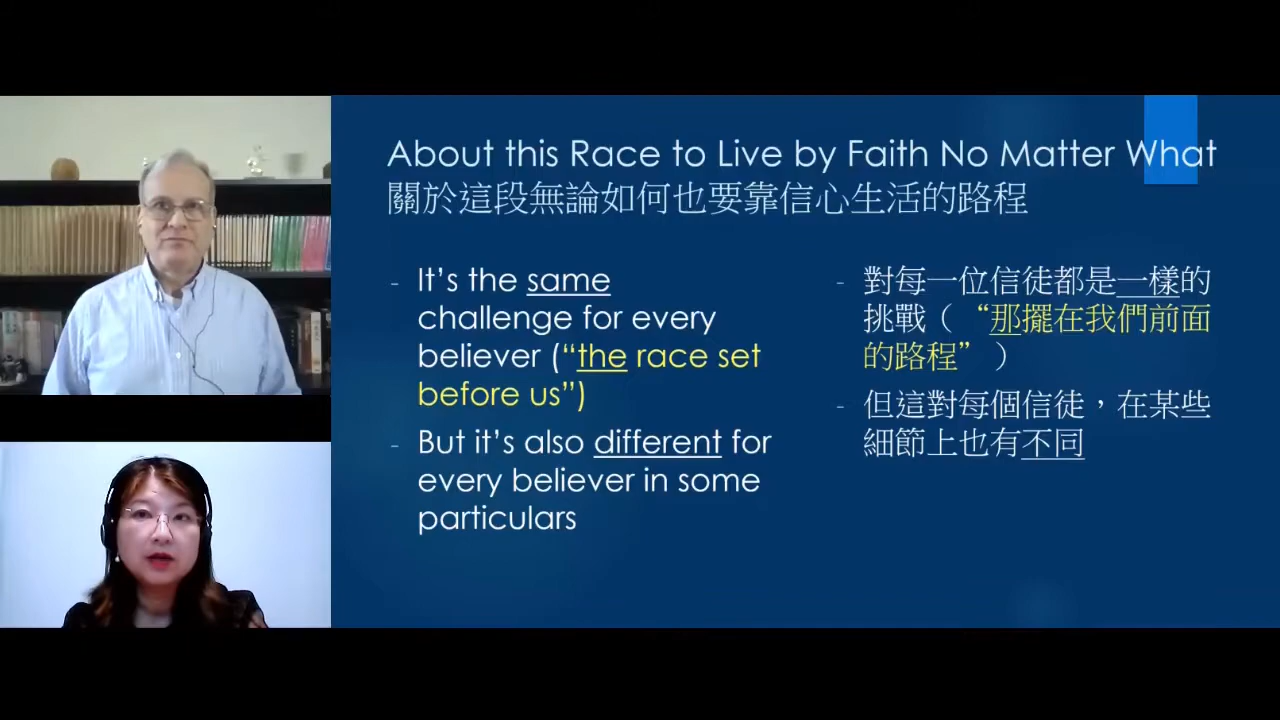 About this Race to Live by Faith No Matter What
關於這段無論如何也要靠信心生活的路程
- It's the same
challenge for every
believer (“the race set
before us”)
- But it's also different for
every believer in some
particulars
- 對每一位信徒都是一樣的
挑戰（“那擺在我們前面
的路程”）
- 但這對每個信徒，在某些
細節上也有不同